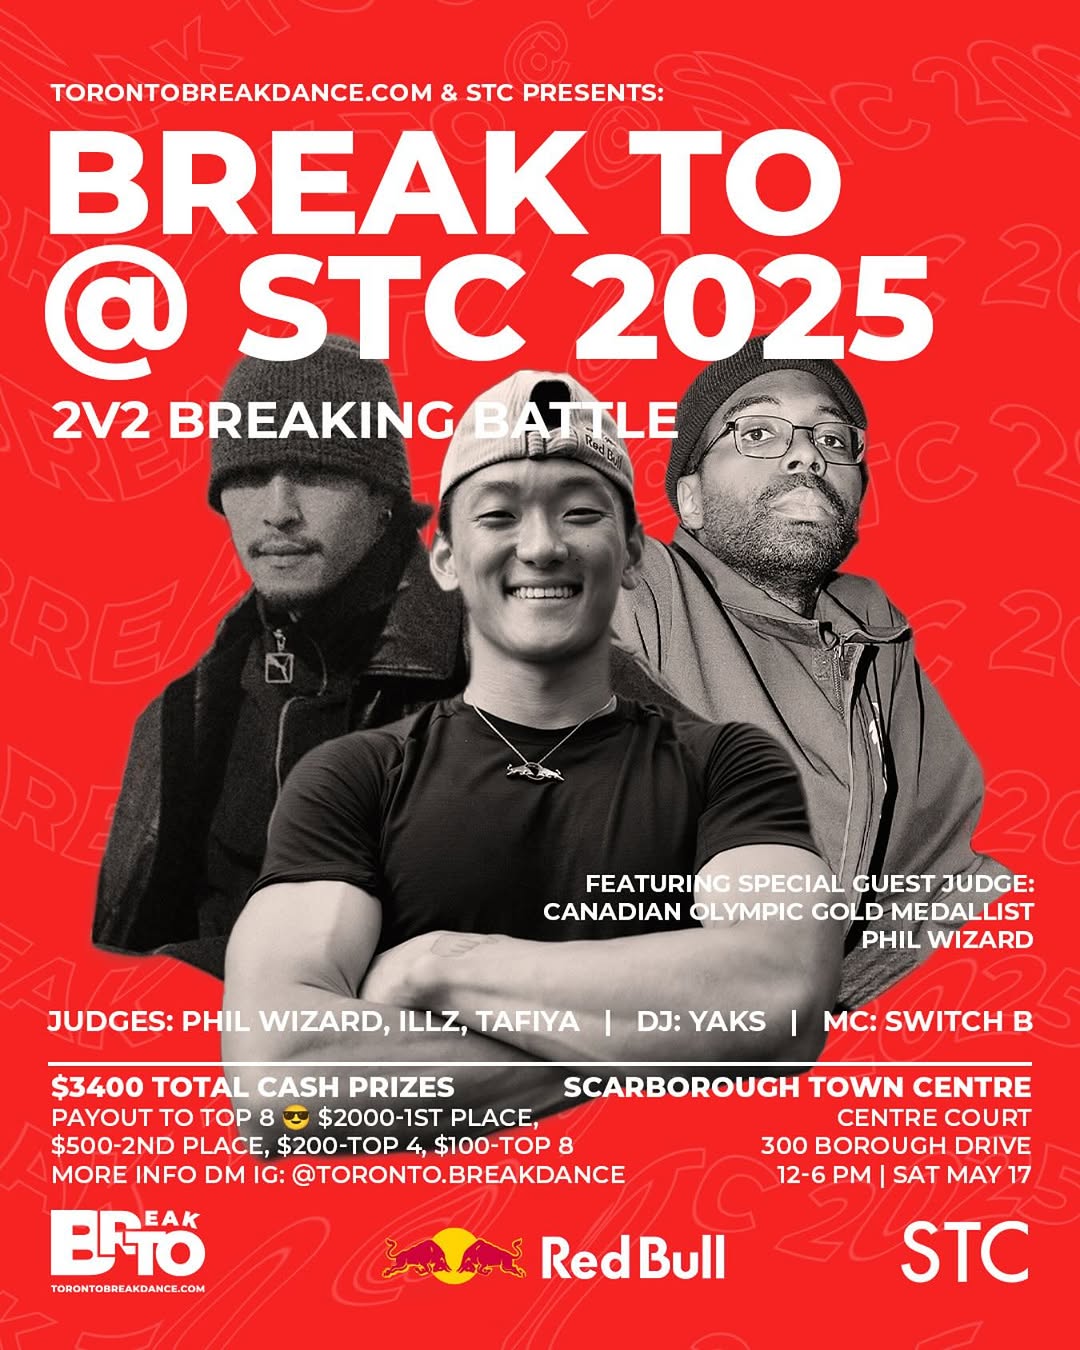 TORONTOBREAKDANCE.COM & STC PRESENTS:
BREAK TO
@ STC 2025
2V2 BREAKING BATTLE
Red Bull
FEATURING SPECIAL GUEST JUDGE:
CANADIAN OLYMPIC GOLD MEDALLIST
PHIL WIZARD
JUDGES: PHIL WIZARD, ILLZ, TAFIYA | DJ: YAKS | MC: SWITCH B
$3400 TOTAL CASH PRIZES
PAYOUT TO TOP 8 😎 $2000-1ST PLACE,
$500-2ND PLACE, $200-TOP 4, $100-TOP 8
MORE INFO DM IG: @TORONTO.BREAKDANCE
SCARBOROUGH TOWN CENTRE
CENTRE COURT
300 BOROUGH DRIVE
12-6 PM | SAT MAY 17
BREAK TO
TORONTOBREAKDANCE.COM
Red Bull
STC